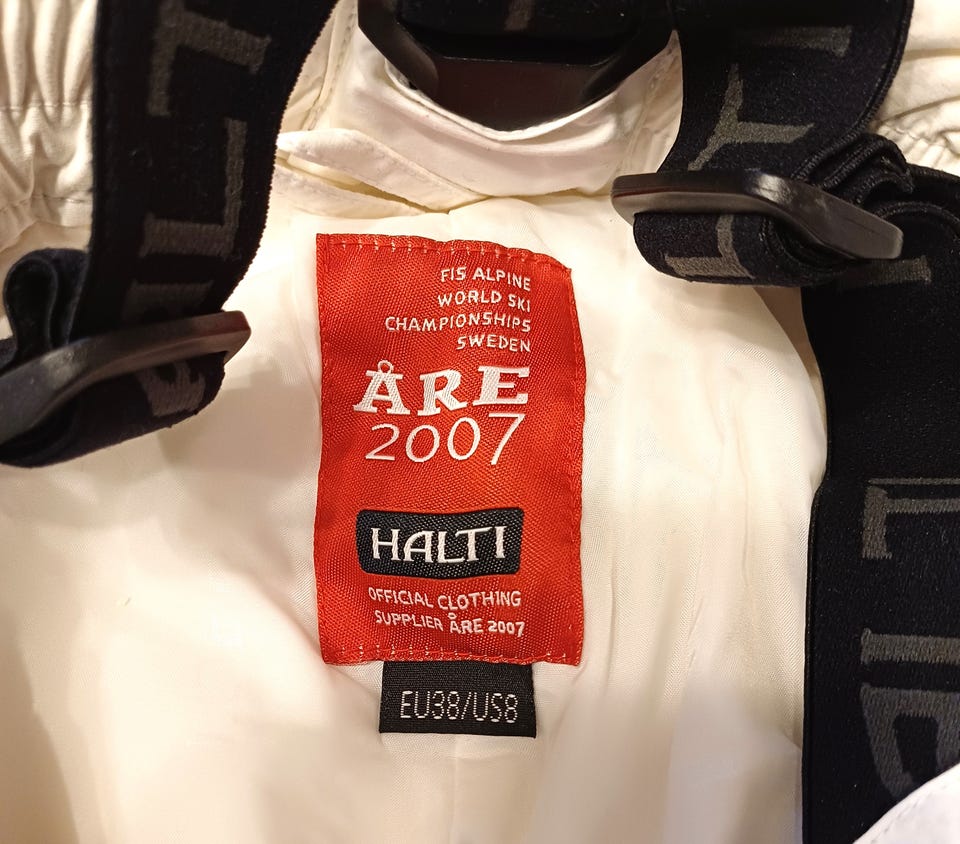 FIS ALPINE
WORLD SKI
CHAMPIONSHIPS
SWEDEN
ÅRE
2007
HALTI
OFFICIAL CLOTHING
SUPPLIER ÅRE 2007
EU38/US8